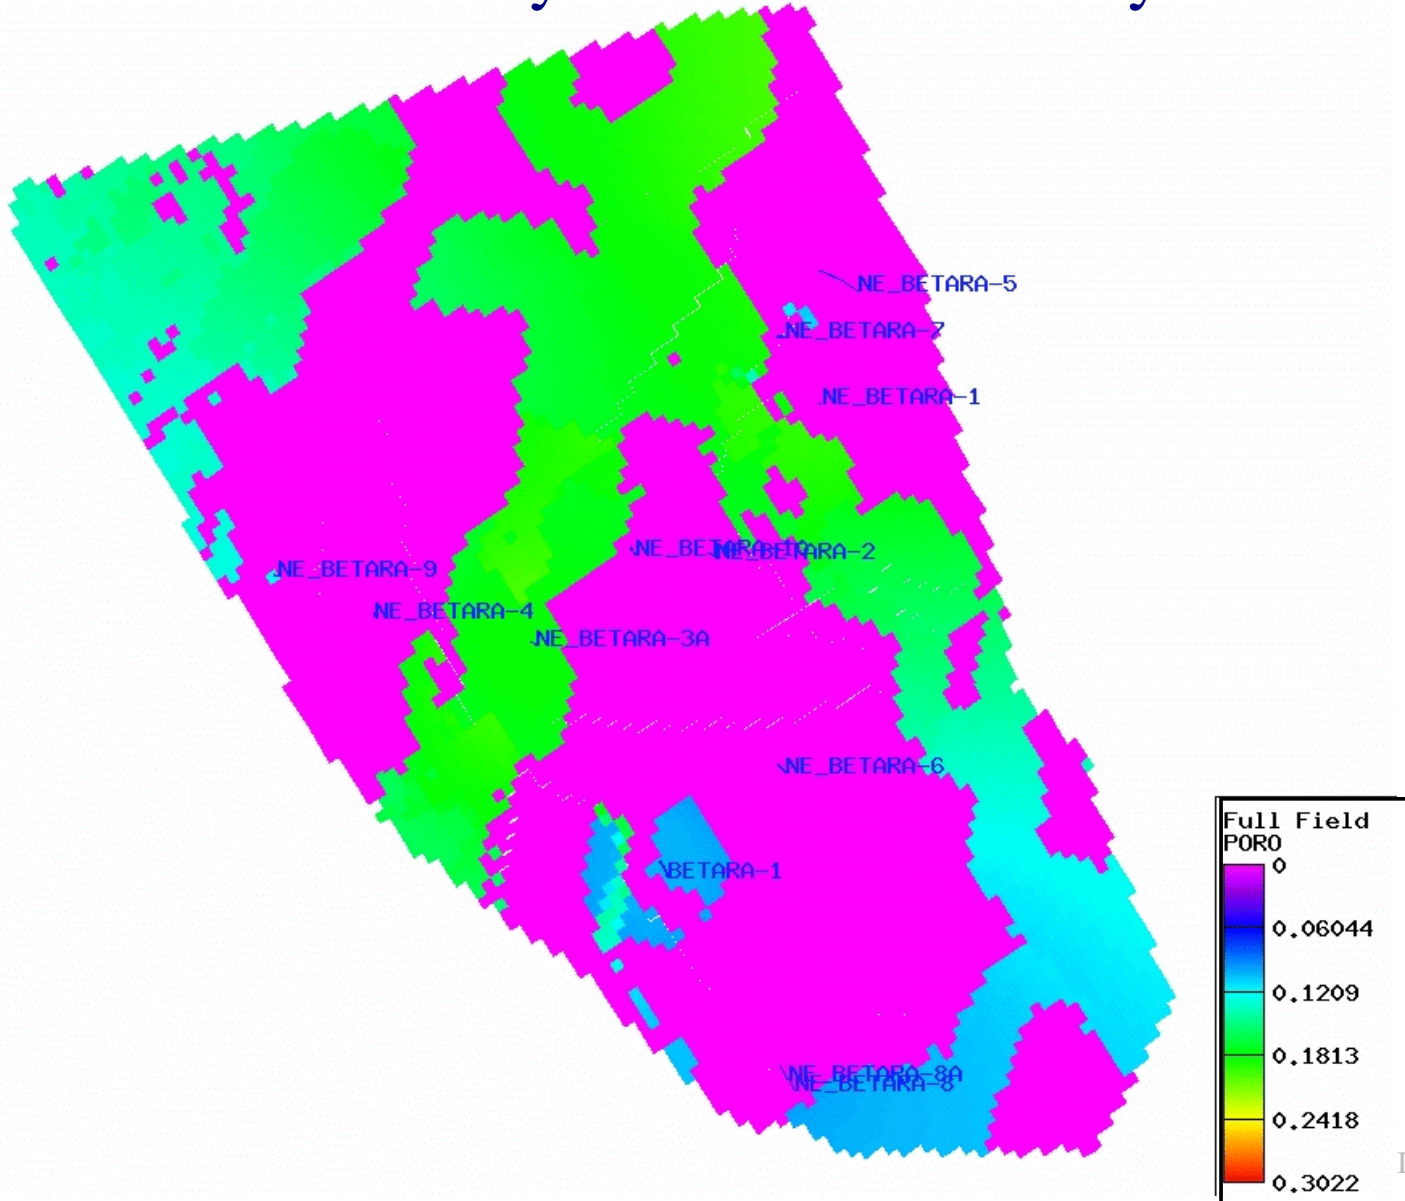 NE_BETARA-5
NE_BETARA-7
NE_BETARA-1
NE_BETARA-2
NE_BETARA-9
NE_BETARA-4
NE_BETARA-3A
NE_BETARA-6
BETARA-1
NE_BETARA-8A
NE_BETARA-8
Full Field
PORO
0
0.06044
0.1209
0.1813
0.2418
0.3022